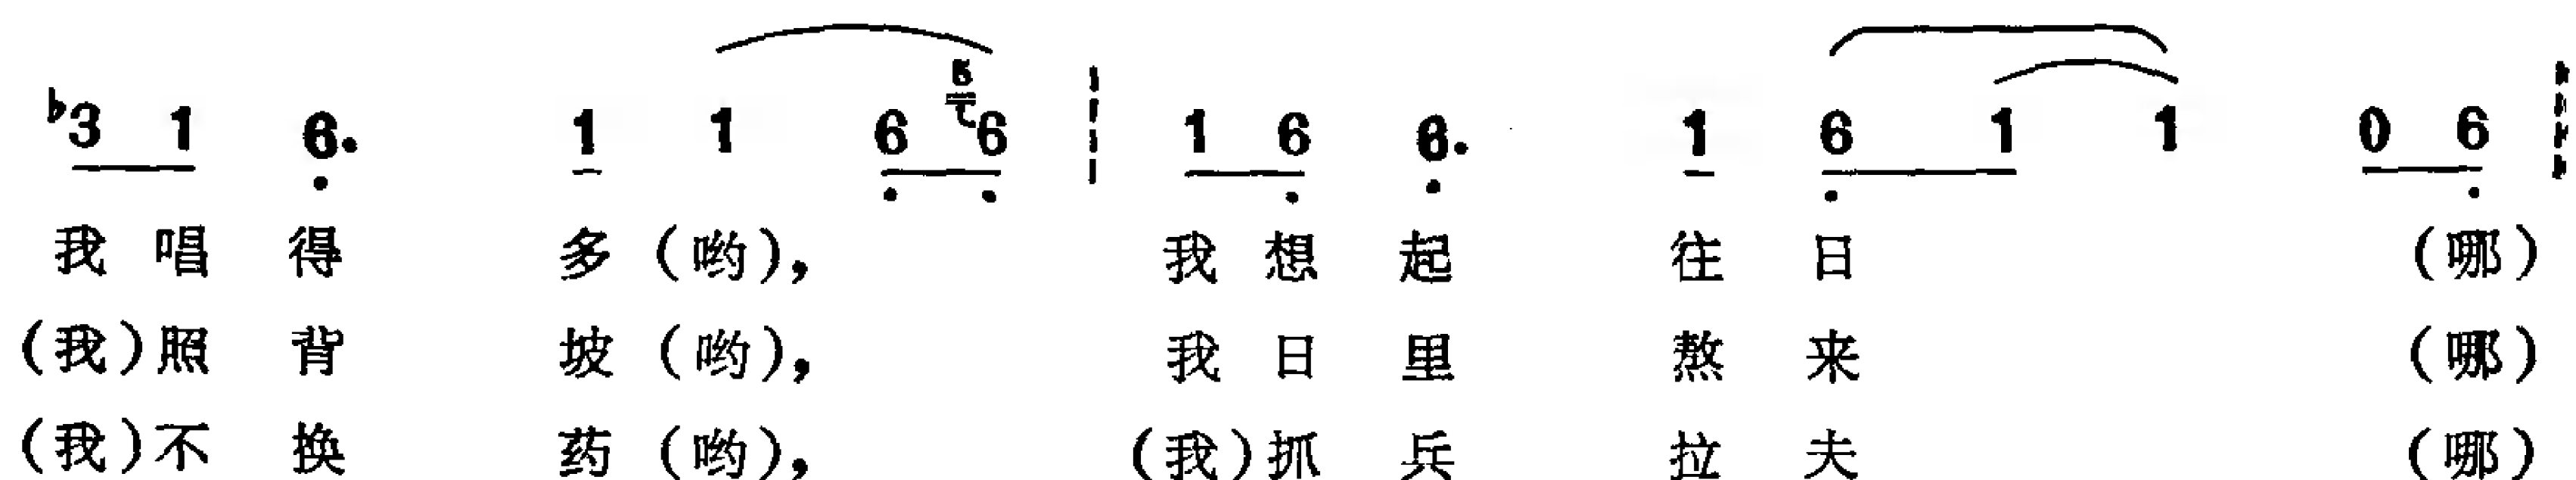 ♭3 1 6. 1 1 6 6 ┆ 1 6 6. 1 6 1 1 0 6 ┆
我 唱 得 多（哟）， 我 想 起 往 日 （哪）
（我）照 背 坡（哟）， 我 日 里 熬 来 （哪）
（我）不 换 药（哟）， （我）抓 兵 拉 夫 （哪）